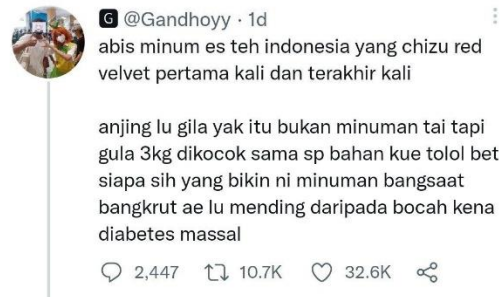 G @Gandhoyy · 1d
abis minum es teh indonesia yang chizu red
velvet pertama kali dan terakhir kali
anjing lu gila yak itu bukan minuman tai tapi
gula 3kg dikocok sama sp bahan kue tolol bet
siapa sih yang bikin ni minuman bangsaat
bangkrut ae lu mending daripada bocah kena
diabetes massal
2,447 10.7K 32.6K